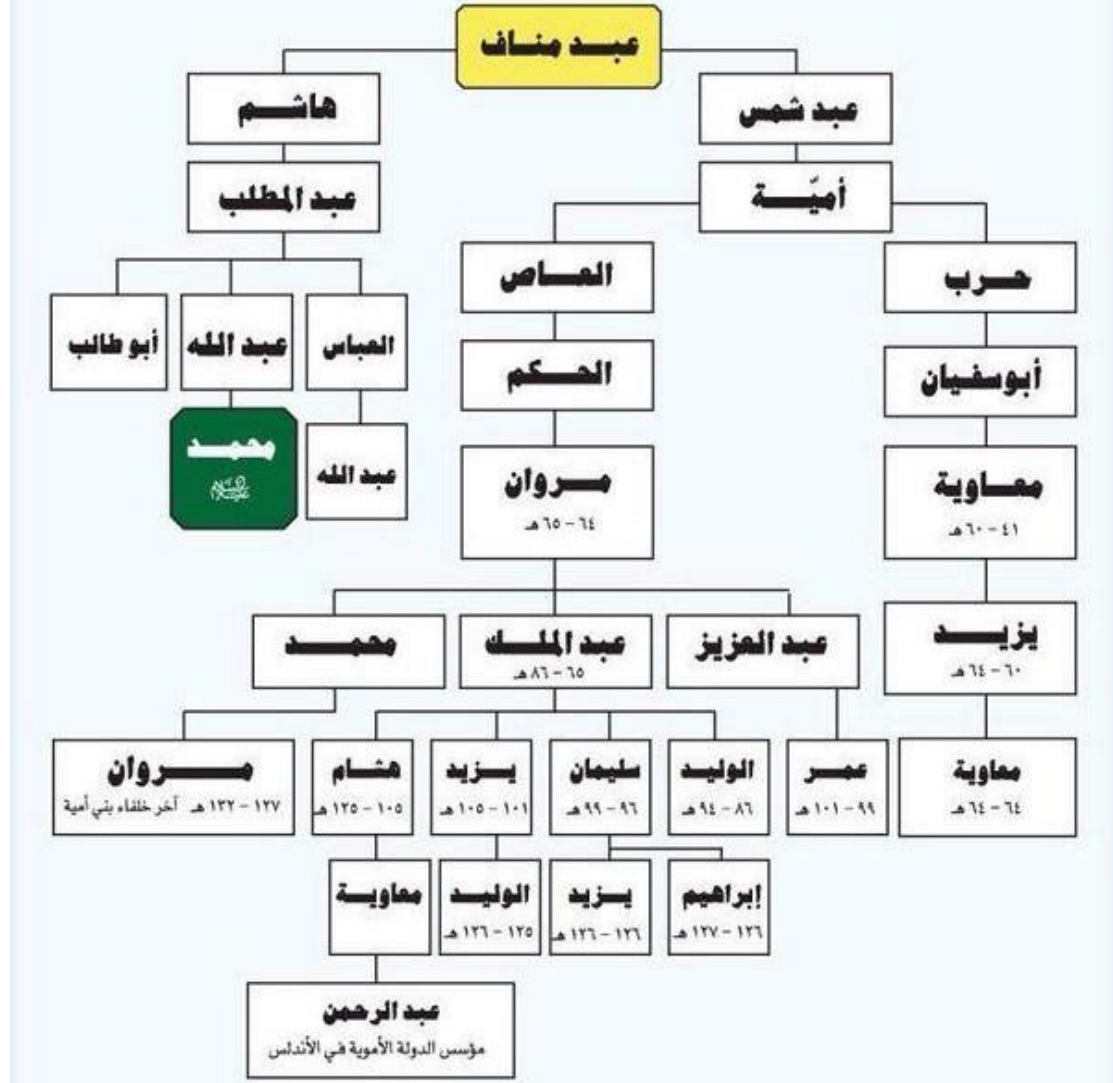 عبد مناف
هاشم
عبد شمس
عبد المطلب
أميّة
العاص
حرب
أبو طالب
عبد الله
العباس
الحكم
أبوسفيان
محمد
ﷺ
عبد الله
مروان
٦٤ - ٦٥ هـ
معاوية
٤١ - ٦٠ هـ
محمد
عبد الملك
٦٥ - ٨٦ هـ
عبد العزيز
يزيد
٦٠ - ٦٤ هـ
مروان
١٢٧ - ١٣٢ هـ آخر خلفاء بني أمية
هشام
١٠٥ - ١٢٥ هـ
يزيد
١٠١ - ١٠٥ هـ
سليمان
٩٦ - ٩٩ هـ
الوليد
٨٦ - ٩٤ هـ
عمر
٩٩ - ١٠١ هـ
معاوية
٦٤ - ٦٤ هـ
معاوية
الوليد
١٢٥ - ١٢٦ هـ
يزيد
١٢٦ - ١٢٦ هـ
إبراهيم
١٢٦ - ١٢٧ هـ
عبد الرحمن
مؤسس الدولة الأموية في الأندلس